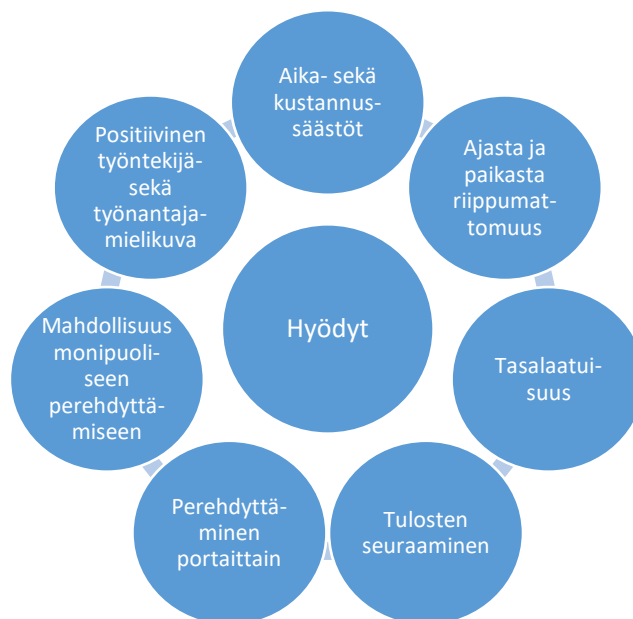 Aika- sekä
kustannus-
säästöt
Ajasta ja
paikasta
riippumat-
tomuus
Tasalaatui-
suus
Tulosten
seuraaminen
Perehdyttä-
minen
portaittain
Mahdollisuus
monipuoli-
seen
perehdyttä-
miseen
Positiivinen
työntekijä-
sekä
työnantaja-
mielikuva
Hyödyt